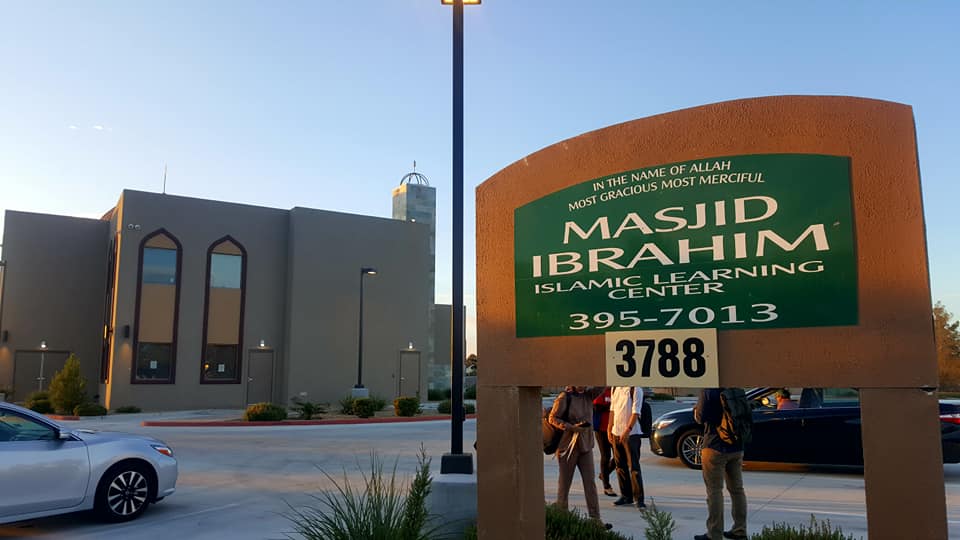 IN THE NAME OF ALLAH
MOST GRACIOUS MOST MERCIFUL
MASJID
IBRAHIM
ISLAMIC LEARNING
CENTER
395-7013
3788